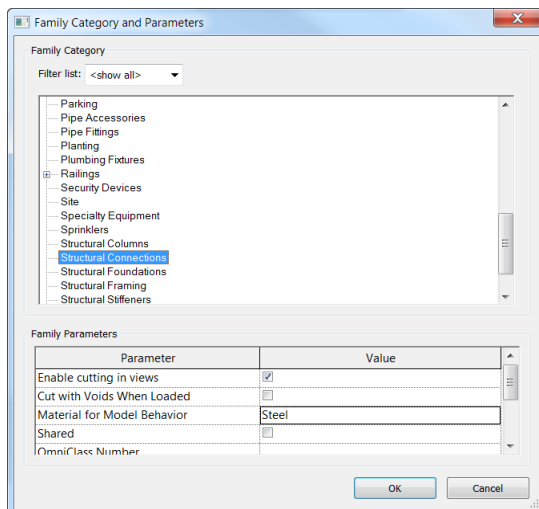 Family Category and Parameters
Family Category
Filter list: <show all>
Parking
Pipe Accessories
Pipe Fittings
Planting
Plumbing Fixtures
Railings
Security Devices
Site
Specialty Equipment
Sprinklers
Structural Columns
Structural Connections
Structural Foundations
Structural Framing
Structural Stiffeners
Family Parameters
Parameter Value
Enable cutting in views
Cut with Voids When Loaded
Material for Model Behavior Steel
Shared
OmniClass Number
OK Cancel